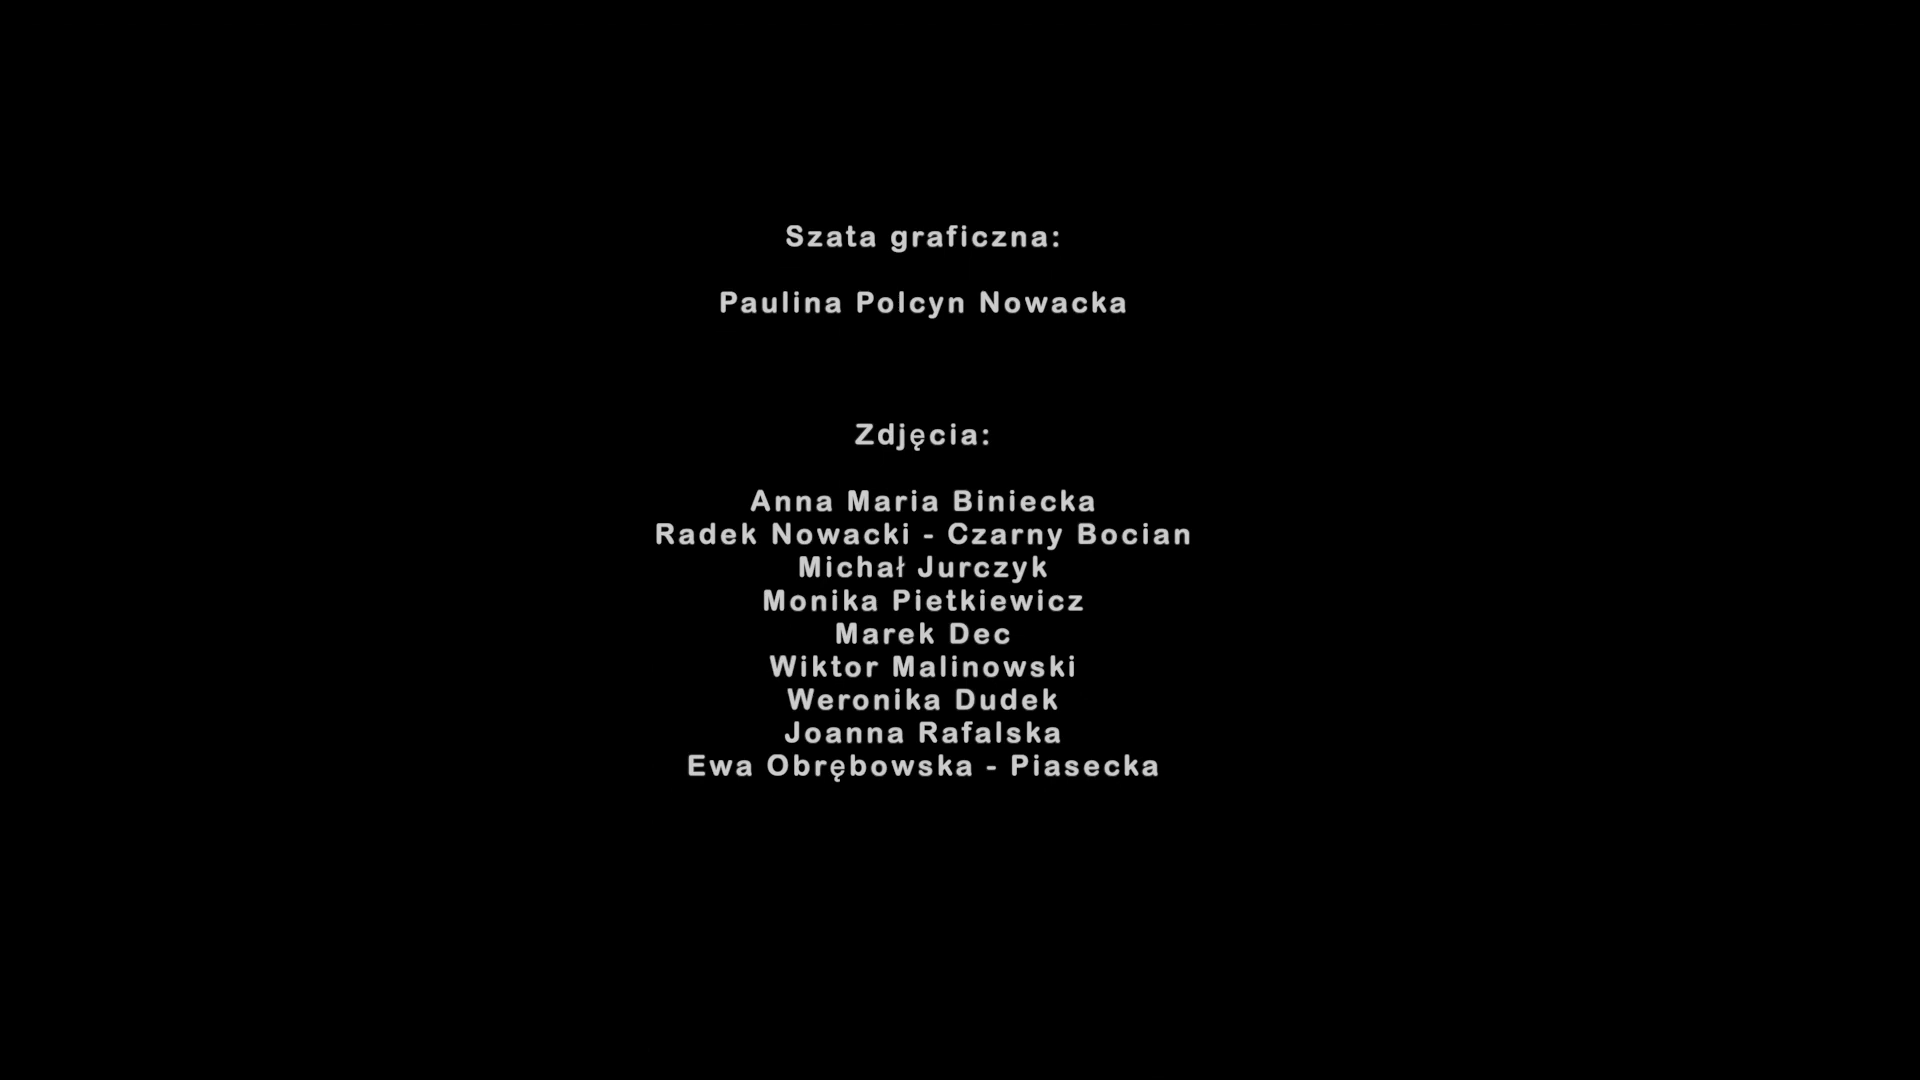 Szata graficzna:
Paulina Polcyn Nowacka
Zdjęcia:
Anna Maria Biniecka
Radek Nowacki - Czarny Bocian
Michał Jurczyk
Monika Pietkiewicz
Marek Dec
Wiktor Malinowski
Weronika Dudek
Joanna Rafalska
Ewa Obrębowska - Piasecka